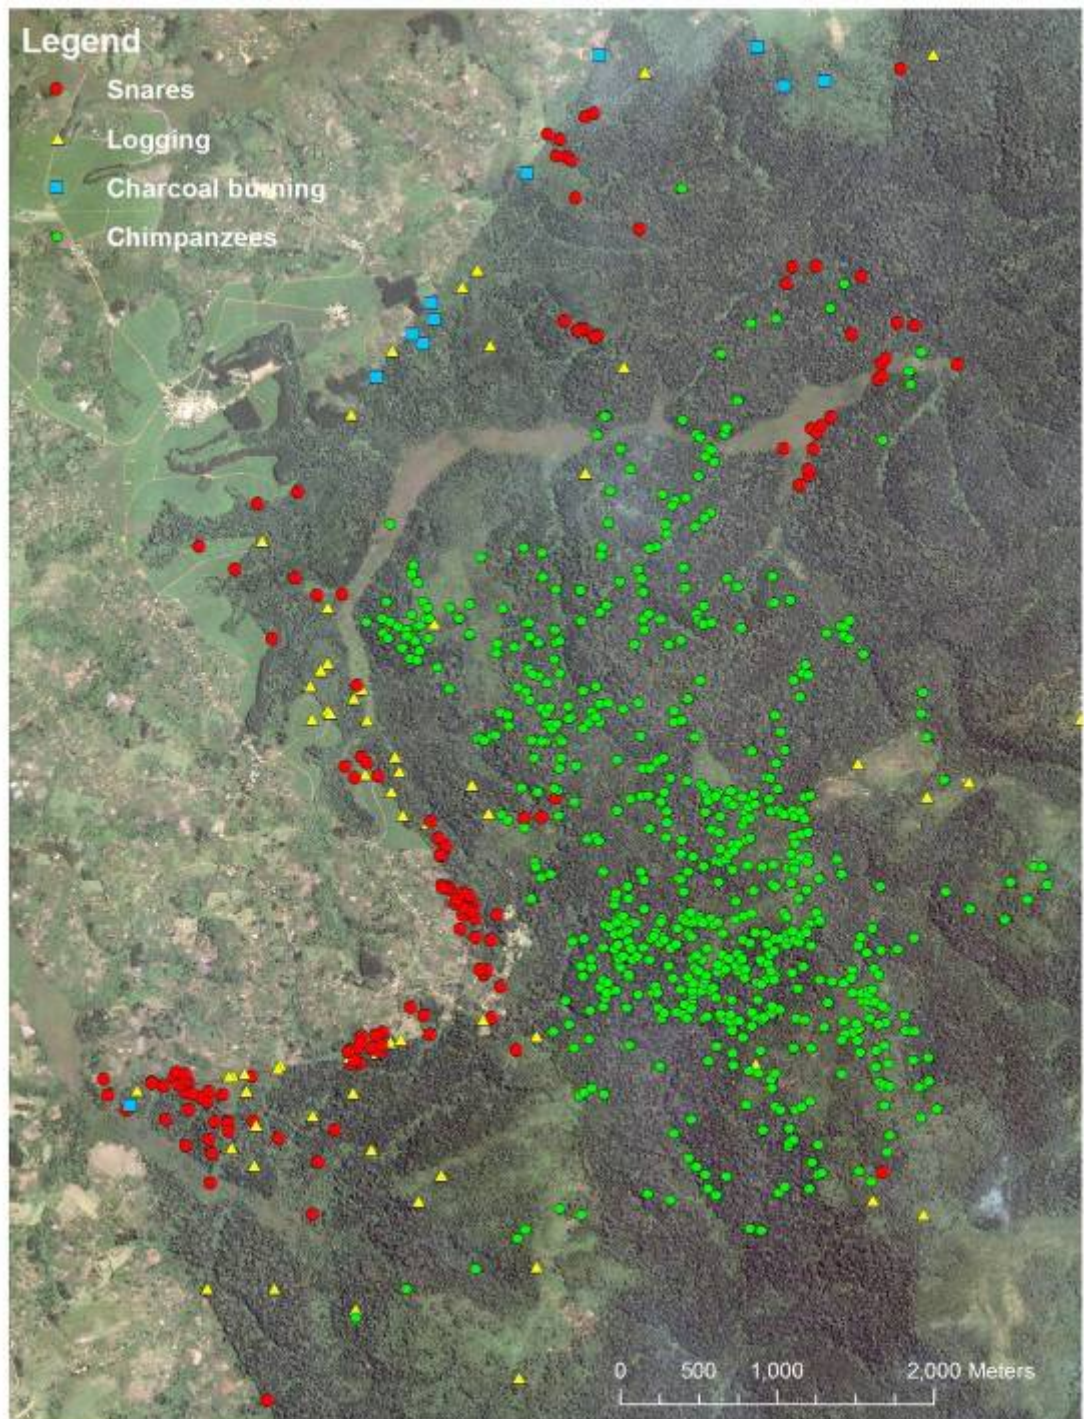 Legend
Snares
Logging
Charcoal burning
Chimpanzees
0 500 1,000 2,000 Meters